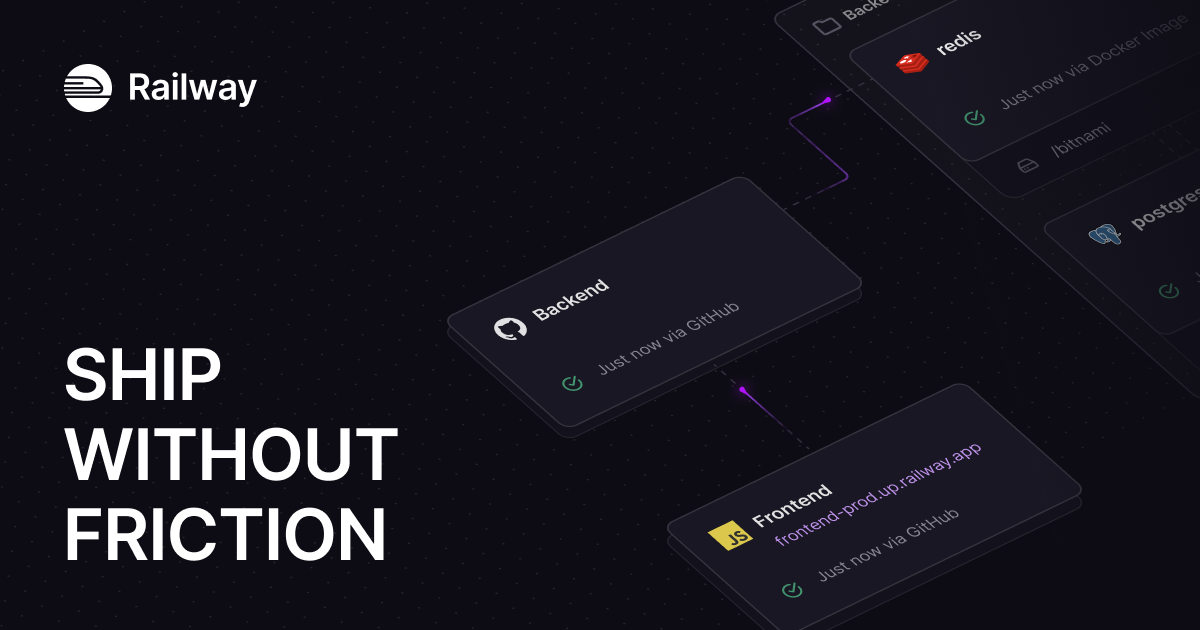 Railway
SHIP
WITHOUT
FRICTION
redis
Just now via Docker Image
/bitnami
Backend
Just now via GitHub
JS
Frontend
frontend-prod.up.railway.app
Just now via GitHub